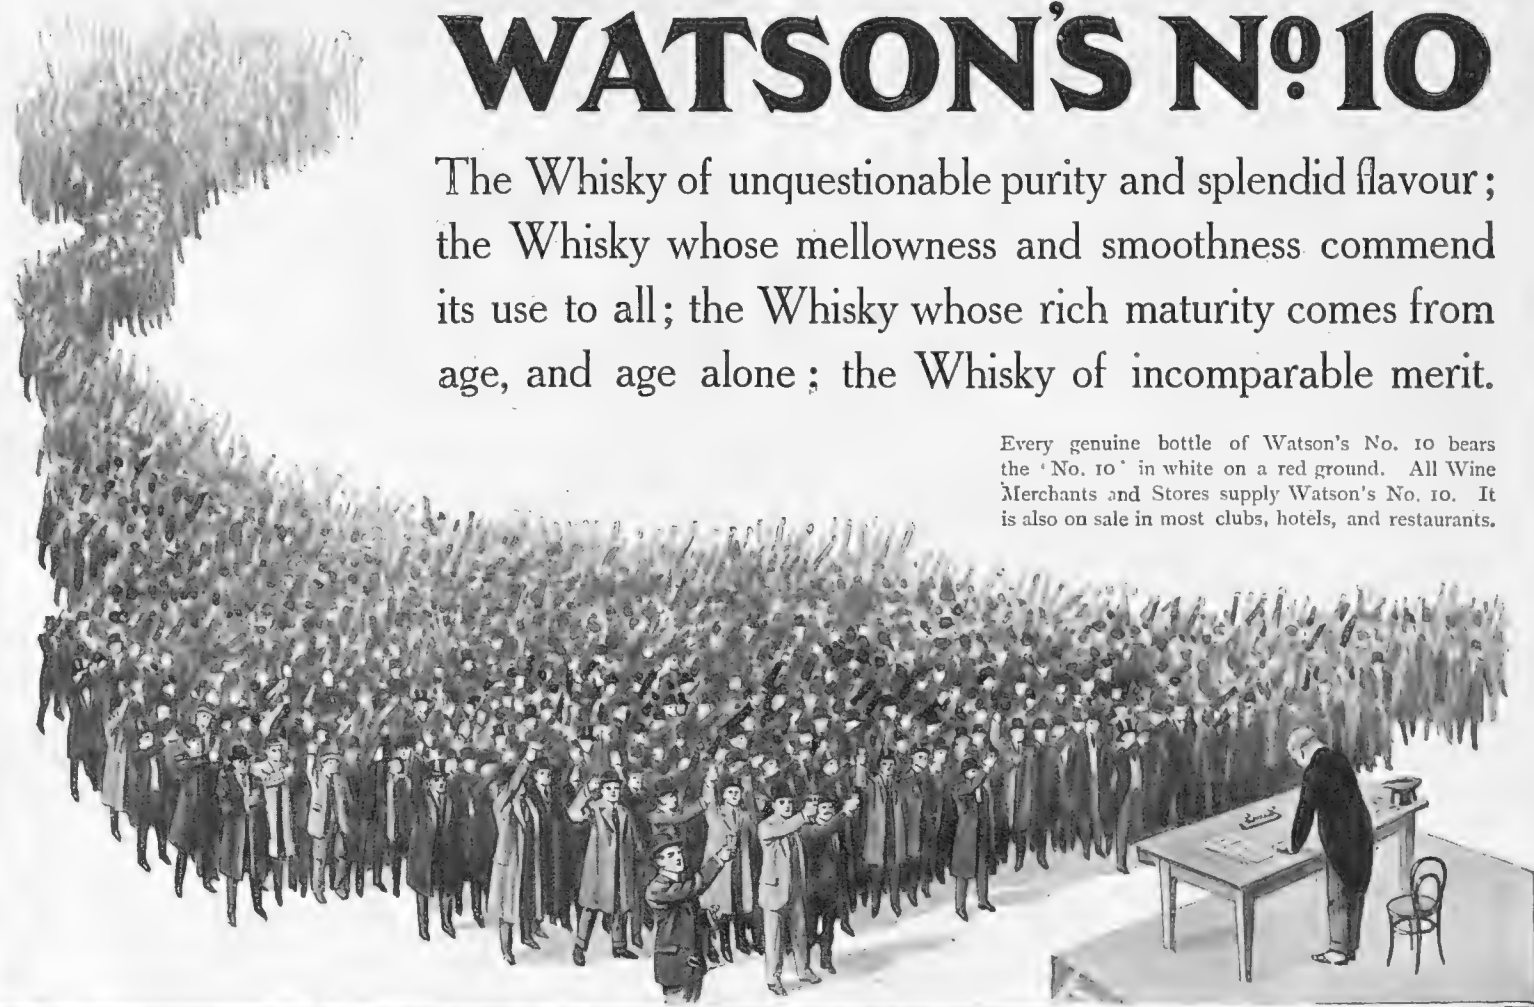 WATSON'S No. 10
The Whisky of unquestionable purity and splendid flavour;
the Whisky whose mellowness and smoothness commend
its use to all; the Whisky whose rich maturity comes from
age, and age alone; the Whisky of incomparable merit.
Every genuine bottle of Watson's No. 10 bears
the 'No. 10' in white on a red ground. All Wine
Merchants and Stores supply Watson's No. 10. It
is also on sale in most clubs, hotels, and restaurants.